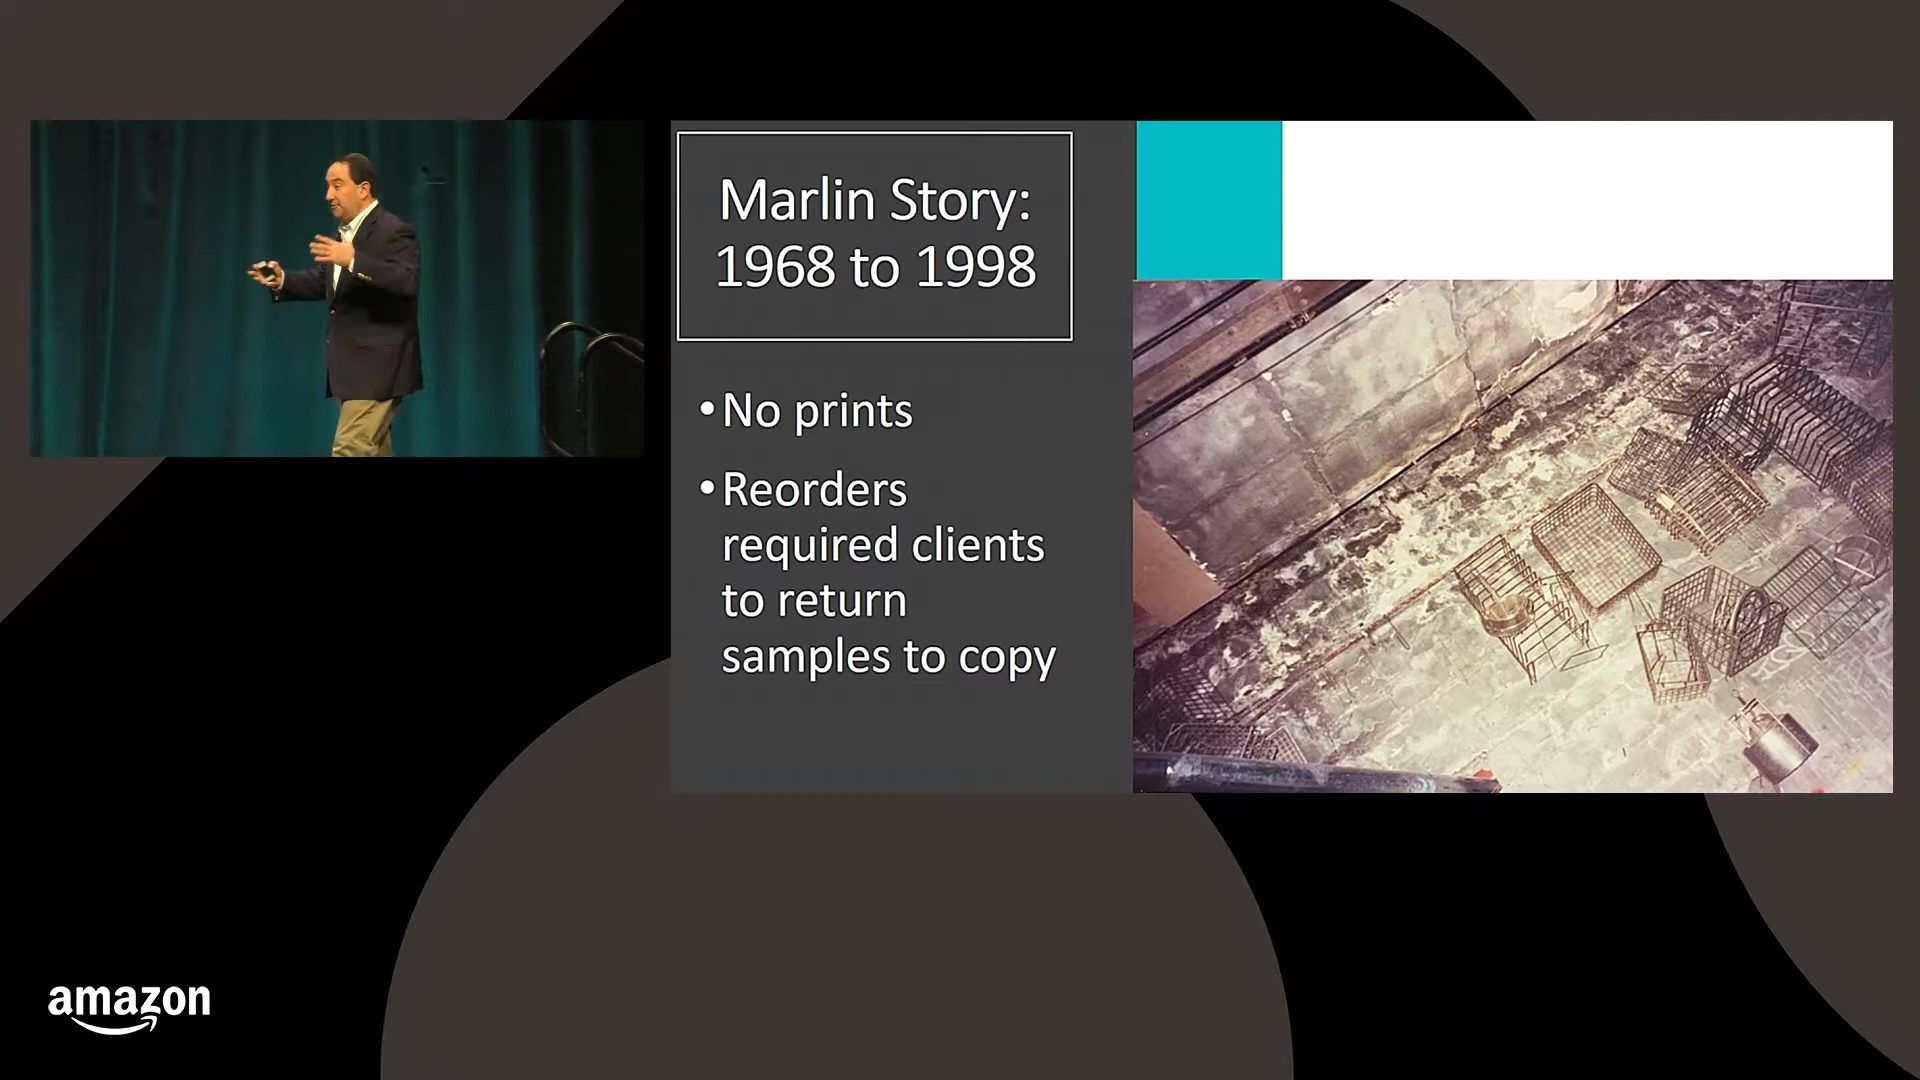 Marlin Story:
1968 to 1998
• No prints
• Reorders
required clients
to return
samples to copy
amazon